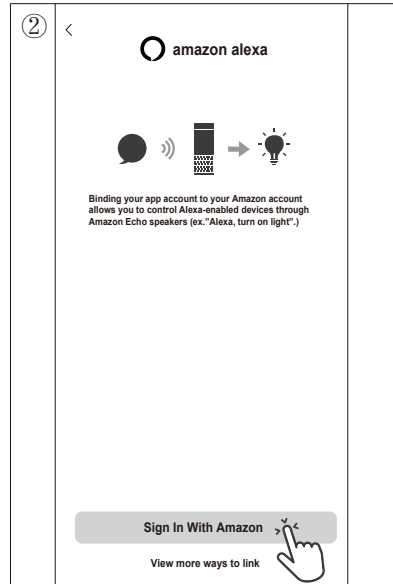 ②
<
amazon alexa
Binding your app account to your Amazon account
allows you to control Alexa-enabled devices through
Amazon Echo speakers (ex."Alexa, turn on light".)
Sign In With Amazon
View more ways to link